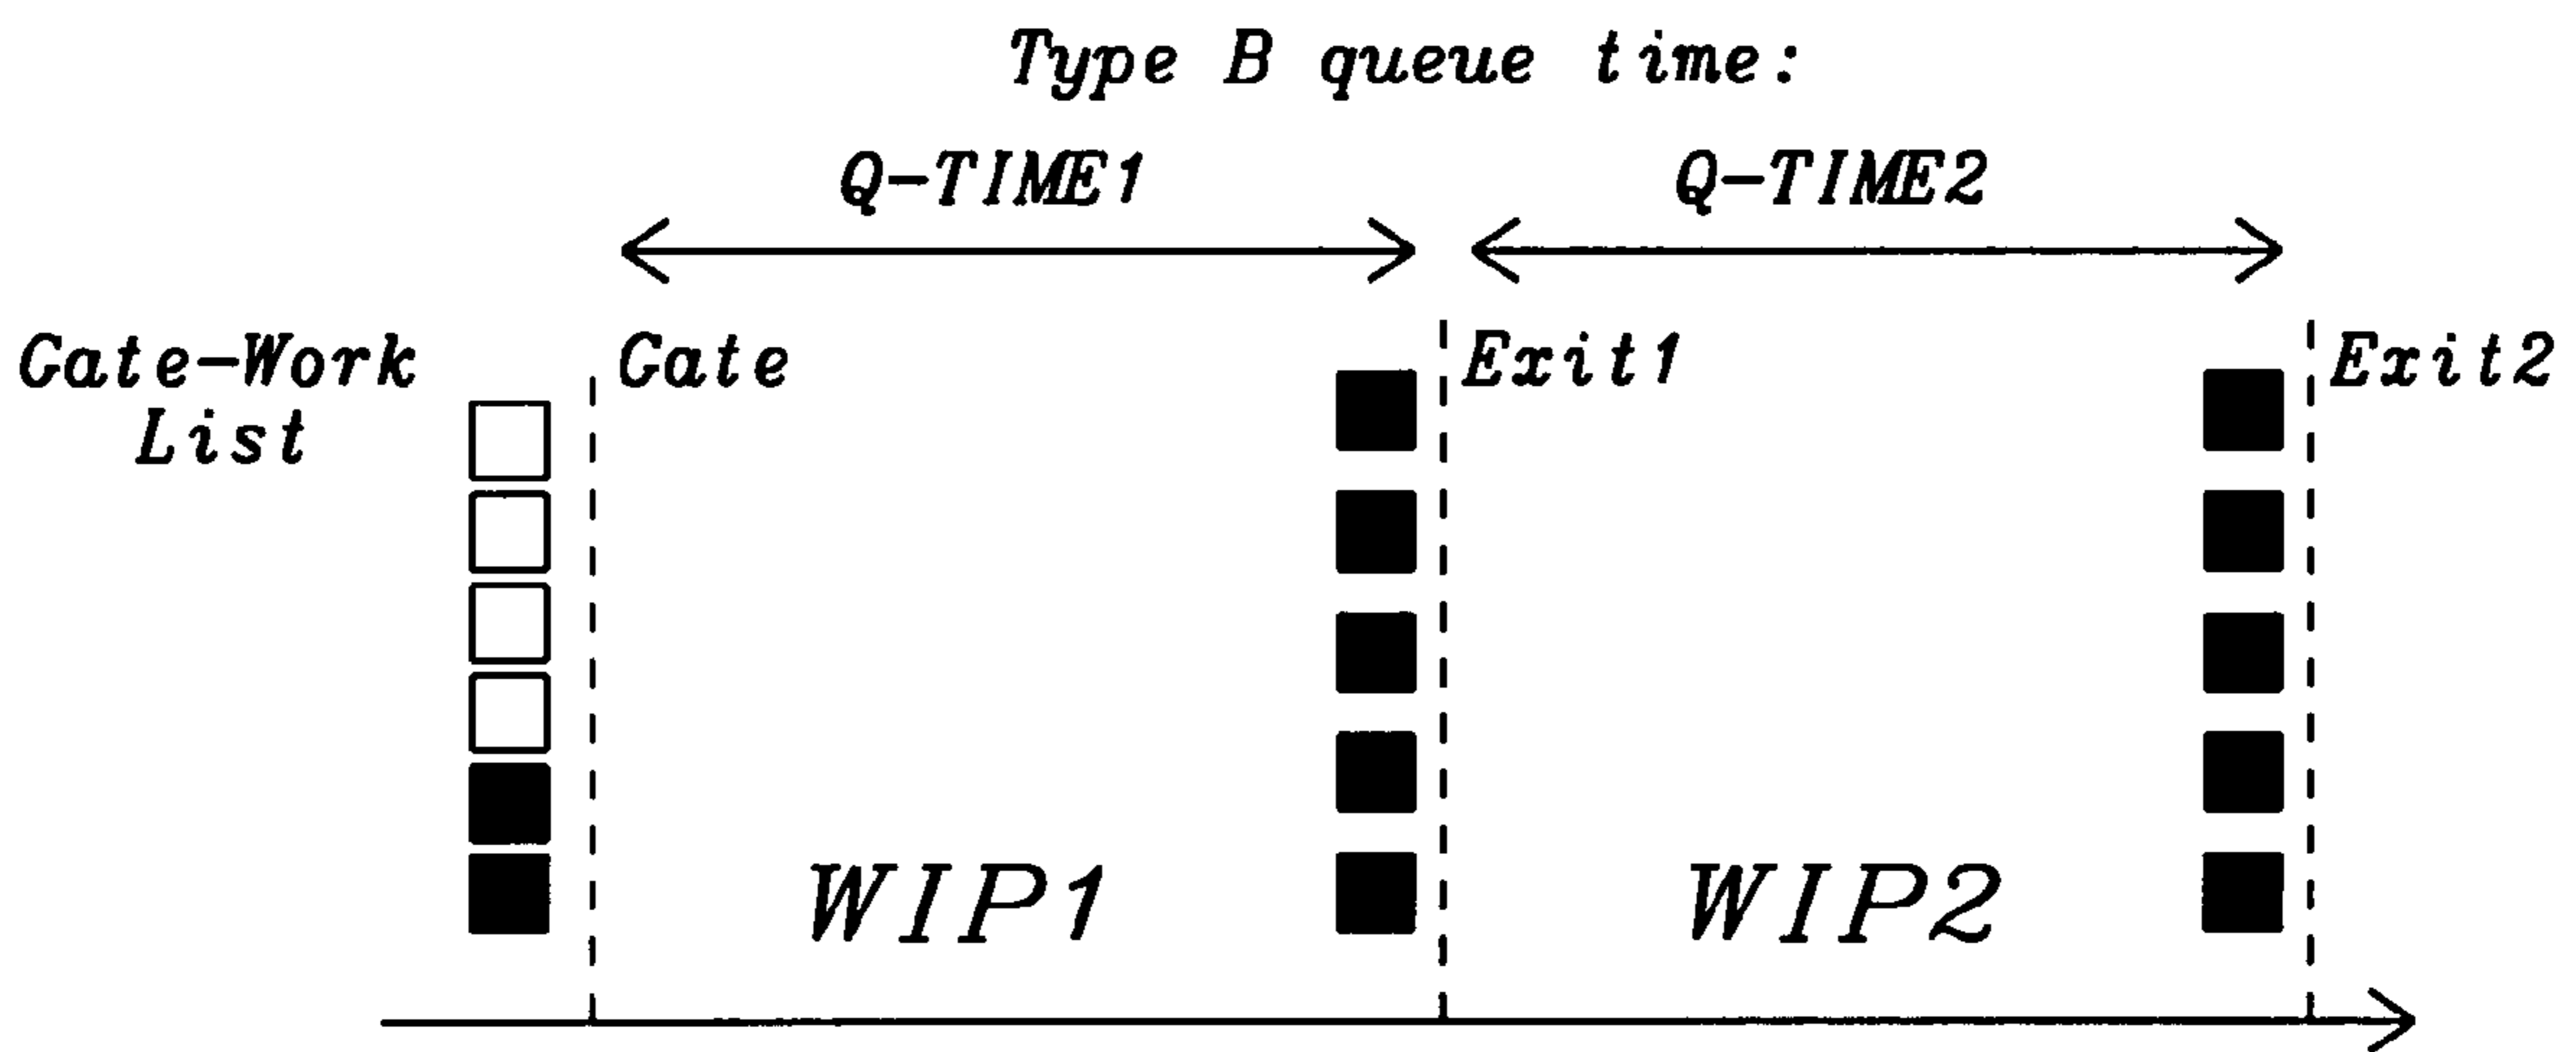 Type B queue time:
Q-TIME1
Q-TIME2
Gate-Work
List
Gate
Exit1
Exit2
WIP1
WIP2